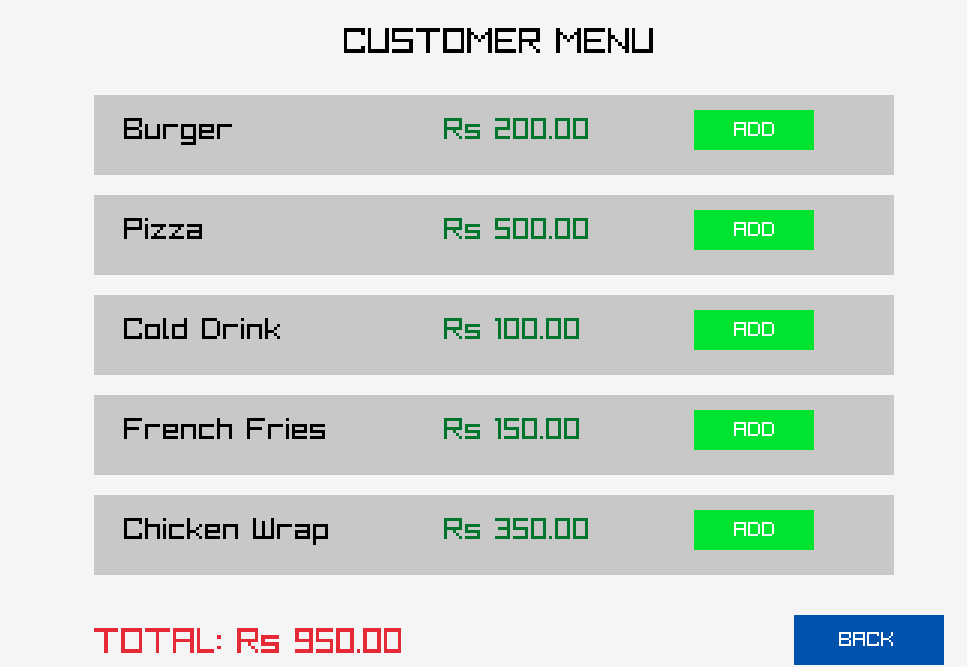 CUSTOMER MENU
Burger Rs 200.00 ADD
Pizza Rs 500.00 ADD
Cold Drink Rs 100.00 ADD
French Fries Rs 150.00 ADD
Chicken Wrap Rs 350.00 ADD
TOTAL: Rs 950.00 BACK